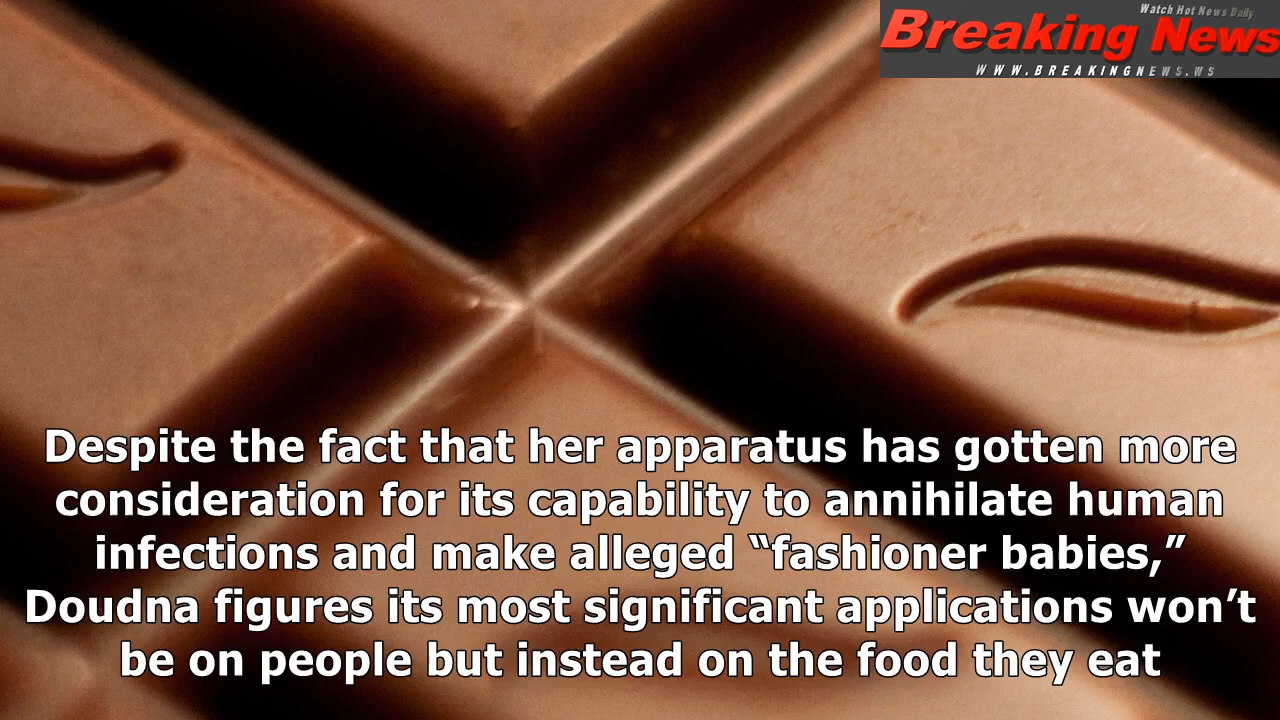 Watch Hot News Daily
Breaking News
WWW.BREAKINGNEWS.WS
Despite the fact that her apparatus has gotten more
consideration for its capability to annihilate human
infections and make alleged “fashioner babies,”
Doudna figures its most significant applications won’t
be on people but instead on the food they eat